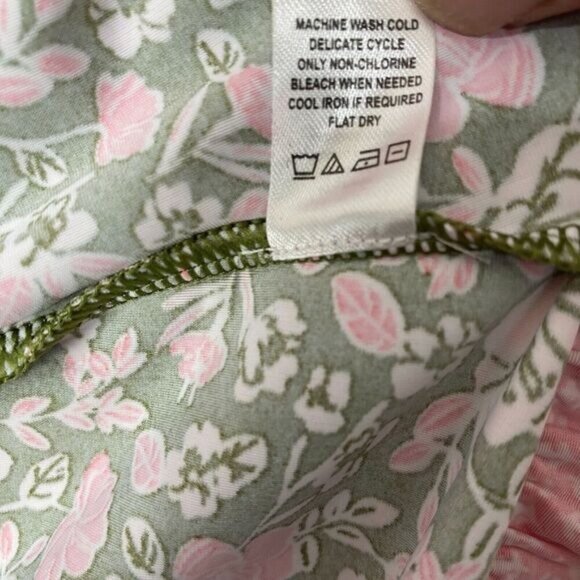 MACHINE WASH COLD
DELICATE CYCLE
ONLY NON-CHLORINE
BLEACH WHEN NEEDED
COOL IRON IF REQUIRED
FLAT DRY